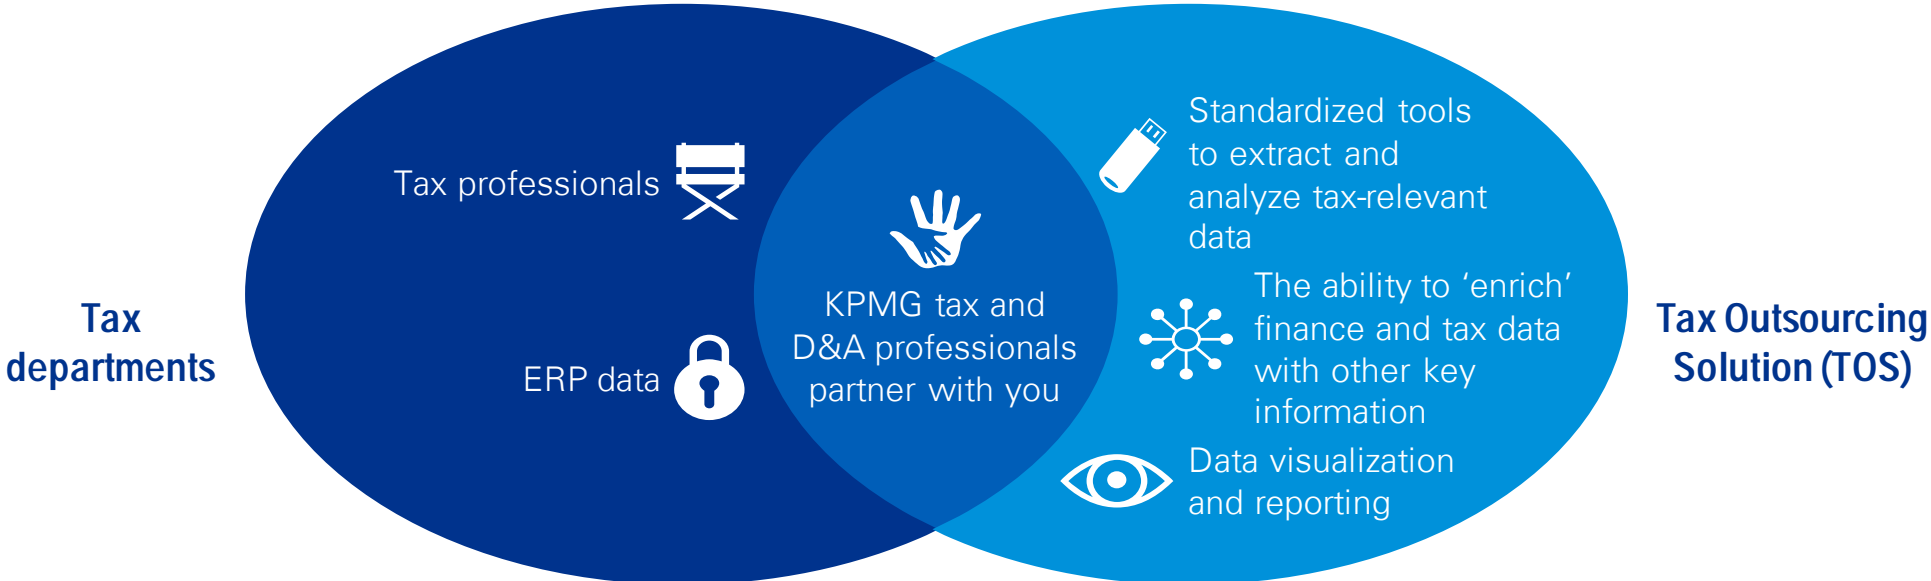 Tax
departments
Tax professionals
ERP data
KPMG tax and
D&A professionals
partner with you
Standardized tools
to extract and
analyze tax-relevant
data
The ability to ‘enrich’
finance and tax data
with other key
information
Data visualization
and reporting
Tax Outsourcing
Solution (TOS)